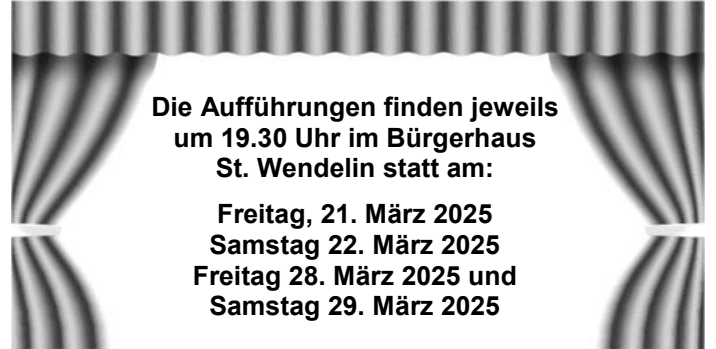 Die Aufführungen finden jeweils
um 19.30 Uhr im Bürgerhaus
St. Wendelin statt am:
Freitag, 21. März 2025
Samstag 22. März 2025
Freitag 28. März 2025 und
Samstag 29. März 2025